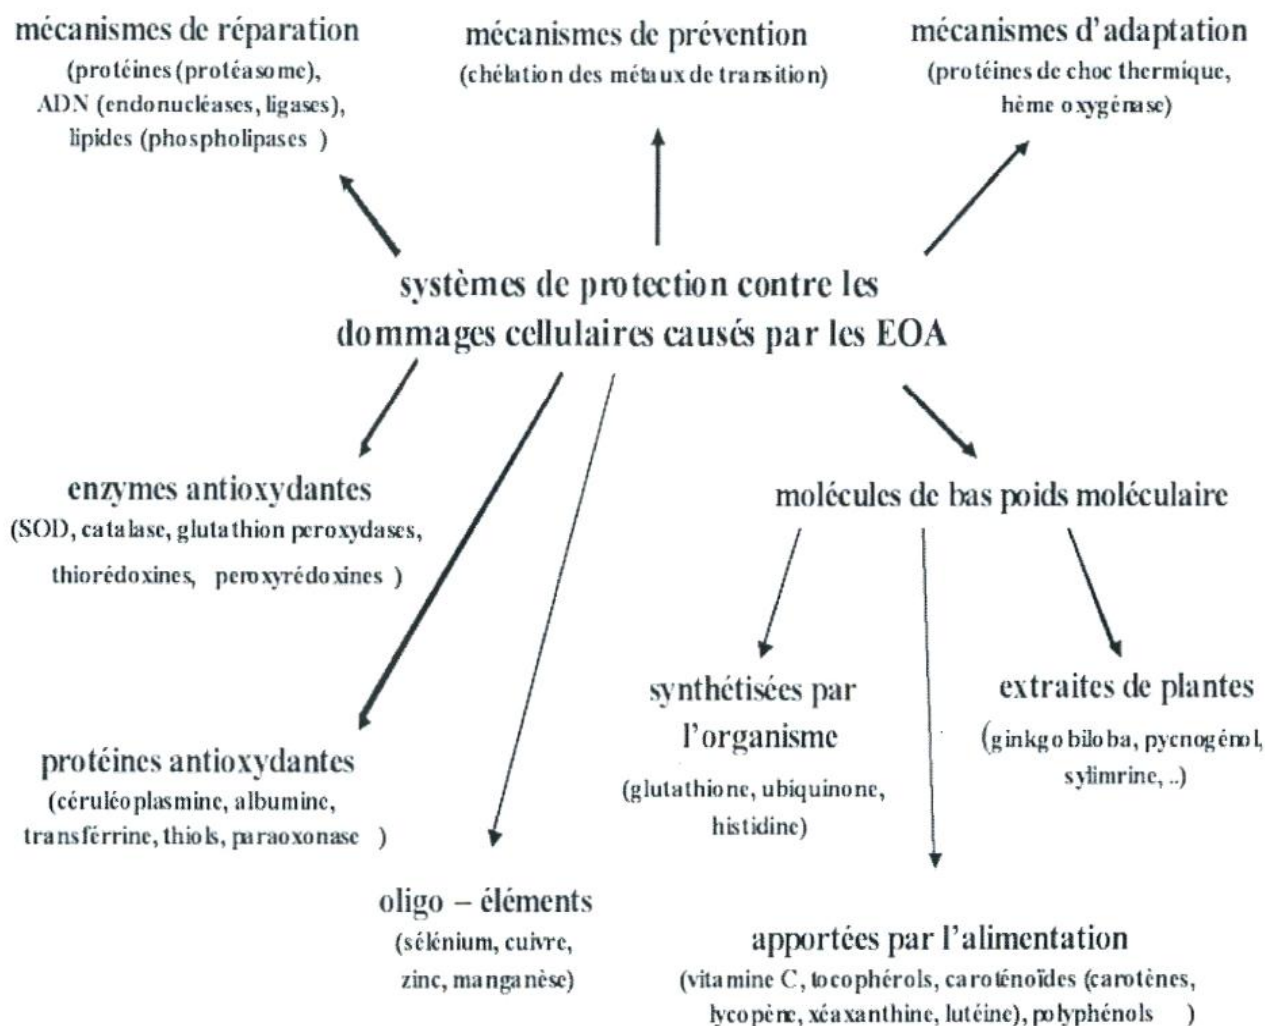 mécanismes de réparation
(protéines (protéasome),
ADN (endonucléases, ligases),
lipides (phospholipases )
mécanismes de prévention
(chélation des métaux de transition)
mécanismes d'adaptation
(protéines de choc thermique,
hème oxygénase)
systèmes de protection contre les
dommages cellulaires causés par les EOA
enzymes antioxydantes
(SOD, catalase, glutathion peroxydases,
thiorédoxines, peroxyrédoxines )
molécules de bas poids moléculaire
protéines antioxydantes
(céruléoplasmine, albumine,
transférrine, thiols, paraoxonase )
oligo – éléments
(sélénium, cuivre,
zinc, manganèse)
synthétisées par
l'organisme
(glutathione, ubiquinone,
histidine)
extraites de plantes
(ginkgo biloba, pycnogénol,
sylimrine, ..)
apportées par l'alimentation
(vitamine C, tocophérols, caroténoïdes (carotènes,
lycopène, xéaxanthine, lutéine), polyphénols )